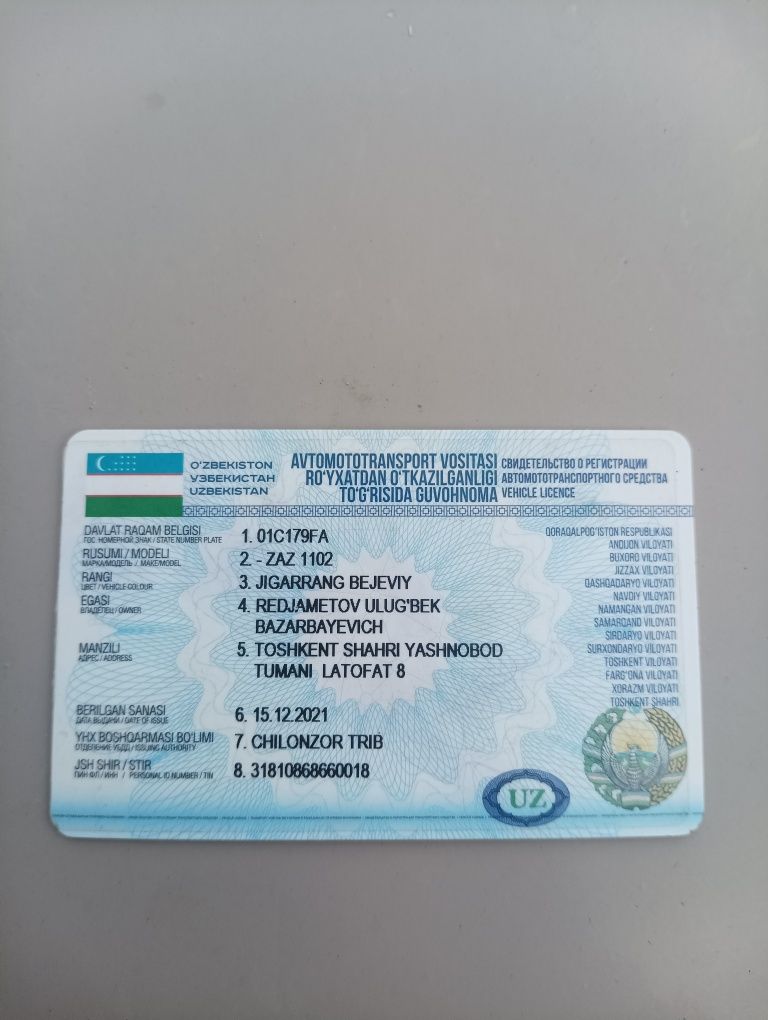 O'ZBEKISTON
ЎЗБЕКИСТАН
UZBEKISTAN
AVTOMOTOTRANSPORT VOSITASI
RO'YXATDAN O'TKAZILGANLIGI
TO'G'RISIDA GUVOHNOMA
СВИДЕТЕЛЬСТВО О РЕГИСТРАЦИИ
АВТОМОТОТРАНСПОРТНОГО СРЕДСТВА
VEHICLE LICENCE
DAVLAT RAQAM BELGISI
ГОС. НОМЕРНОЙ ЗНАК / STATE NUMBER PLATE
1. 01C179FA
RUSUMI / MODELI
МАРКА/МОДЕЛЬ / MAKE/MODEL
2. - ZAZ 1102
RANGI
ЦВЕТ / VEHICLE COLOUR
3. JIGARRANG BEJEVIY
EGASI
ВЛАДЕЛЕЦ / OWNER
4. REDJAMETOV ULUG'BEK
BAZARBAYEVICH
MANZILI
АДРЕС / ADDRESS
5. TOSHKENT SHAHRI YASHNOBOD
TUMANI LATOFAT 8
BERILGAN SANASI
ДАТА ВЫДАЧИ / DATE OF ISSUE
6. 15.12.2021
YHX BOSHQARMASI BO'LIMI
ОТДЕЛЕНИЕ УБДД / ISSUING AUTHORITY
7. CHILONZOR TRIB
JSH SHIR / STIR
ПИНФЛ / ИНН / PERSONAL ID NUMBER / TIN
8. 31810868660018
QORAQALPOG'ISTON RESPUBLIKASI
ANDIJON VILOYATI
BUXORO VILOYATI
JIZZAX VILOYATI
QASHQADARYO VILOYATI
NAVOIY VILOYATI
NAMANGAN VILOYATI
SAMARQAND VILOYATI
SIRDARYO VILOYATI
SURXONDARYO VILOYATI
TOSHKENT VILOYATI
FARG'ONA VILOYATI
XORAZM VILOYATI
TOSHKENT SHAHRI
UZ